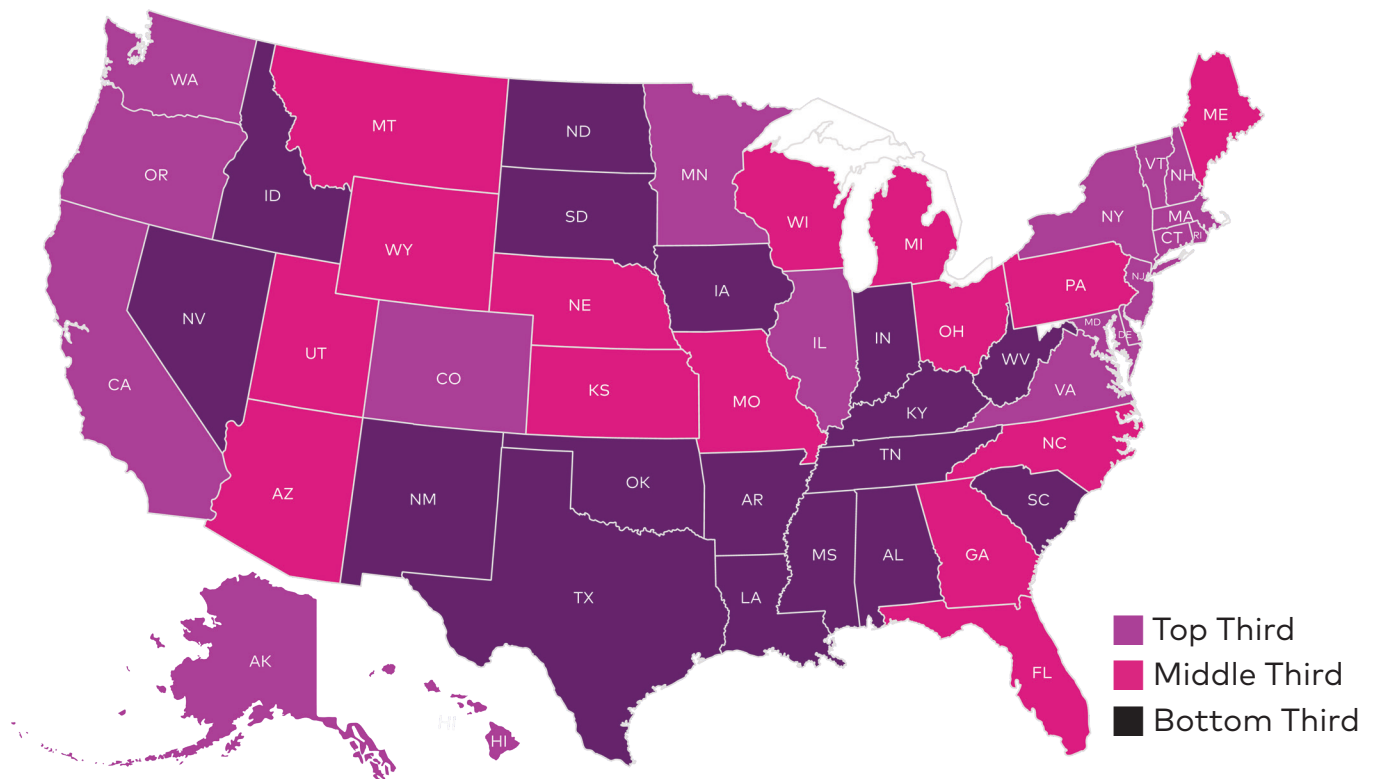 WA
MT
ND
ME
OR
ID
MN
VT
NH
SD
WI
NY
MA
WY
MI
CT
RI
NJ
IA
PA
NE
NV
MD
OH
DE
IL
IN
UT
WV
CO
KS
VA
CA
MO
KY
NC
TN
OK
AZ
NM
AR
SC
MS
AL
GA
TX
LA
AK
FL
HI
HI
Top Third
Middle Third
Bottom Third